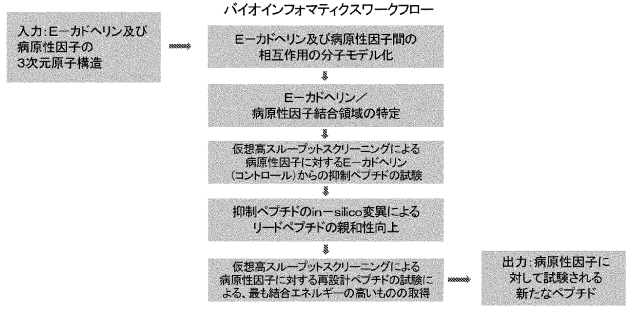 バイオインフォマティクスワークフロー
入力：E－カドヘリン及び
病原性因子の
３次元原子構造
E－カドヘリン及び病原性因子間の
相互作用の分子モデル化
E－カドヘリン／
病原性因子結合領域の特定
仮想高スループットスクリーニングによる
病原性因子に対するE－カドヘリン
（コントロール）からの抑制ペプチドの試験
抑制ペプチドのin－silico変異による
リードペプチドの親和性向上
仮想高スループットスクリーニングによる
病原性因子に対する再設計ペプチドの試験に
よる、最も結合エネルギーの高いものの取得
出力：病原性因子に
対して試験される
新たなペプチド